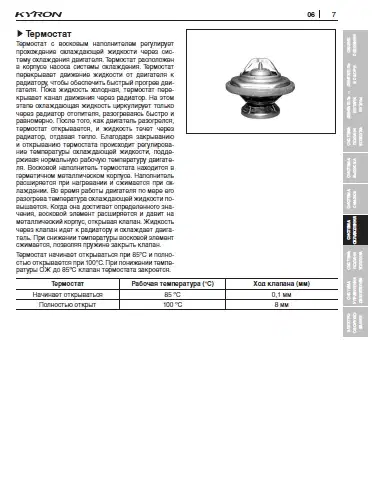 KYRON
06 | 7
Термостат
Термостат с восковым наполнителем регулирует
прохождение охлаждающей жидкости через сис-
тему охлаждения двигателя. Термостат расположен
в корпусе насоса системы охлаждения. Термостат
перекрывает движение жидкости от двигателя к
радиатору, чтобы обеспечить быстрый прогрев дви-
гателя. Пока жидкость холодная, термостат пере-
крывает канал движения через радиатор. На этом
этапе охлаждающая жидкость циркулирует только
через радиатор отопителя, разогреваясь быстро и
равномерно. После того, как двигатель разогрелся,
термостат открывается, и жидкость течет через
радиатор, отдавая тепло. Благодаря закрыванию
и открыванию термостата происходит регулирова-
ние температуры охлаждающей жидкости, подде-
рживая нормальную рабочую температуру двигате-
ля. Восковой наполнитель термостата находится в
герметичном металлическом корпусе. Наполнитель
расширяется при нагревании и сжимается при ох-
лаждении. Во время работы двигателя по мере его
разогрева температура охлаждающей жидкости по-
вышается. Когда она достигает определенного зна-
чения, восковой элемент расширяется и давит на
металлический корпус, открывая клапан. Жидкость
через клапан идет к радиатору и охлаждает двига-
тель. При снижении температуры восковой элемент
сжимается, позволяя пружине закрыть клапан.
Термостат начинает открываться при 85°С и полно-
стью открывается при 100°С. При понижении темпе-
ратуры ОЖ до 85°С клапан термостата закроется.
Термостат Рабочая температура (°С) Ход клапана (мм)
Начинает открываться 85 °С 0,1 мм
Полностью открыт 100 °С 8 мм
СИСТЕМА
ОХЛАЖДЕНИЯ